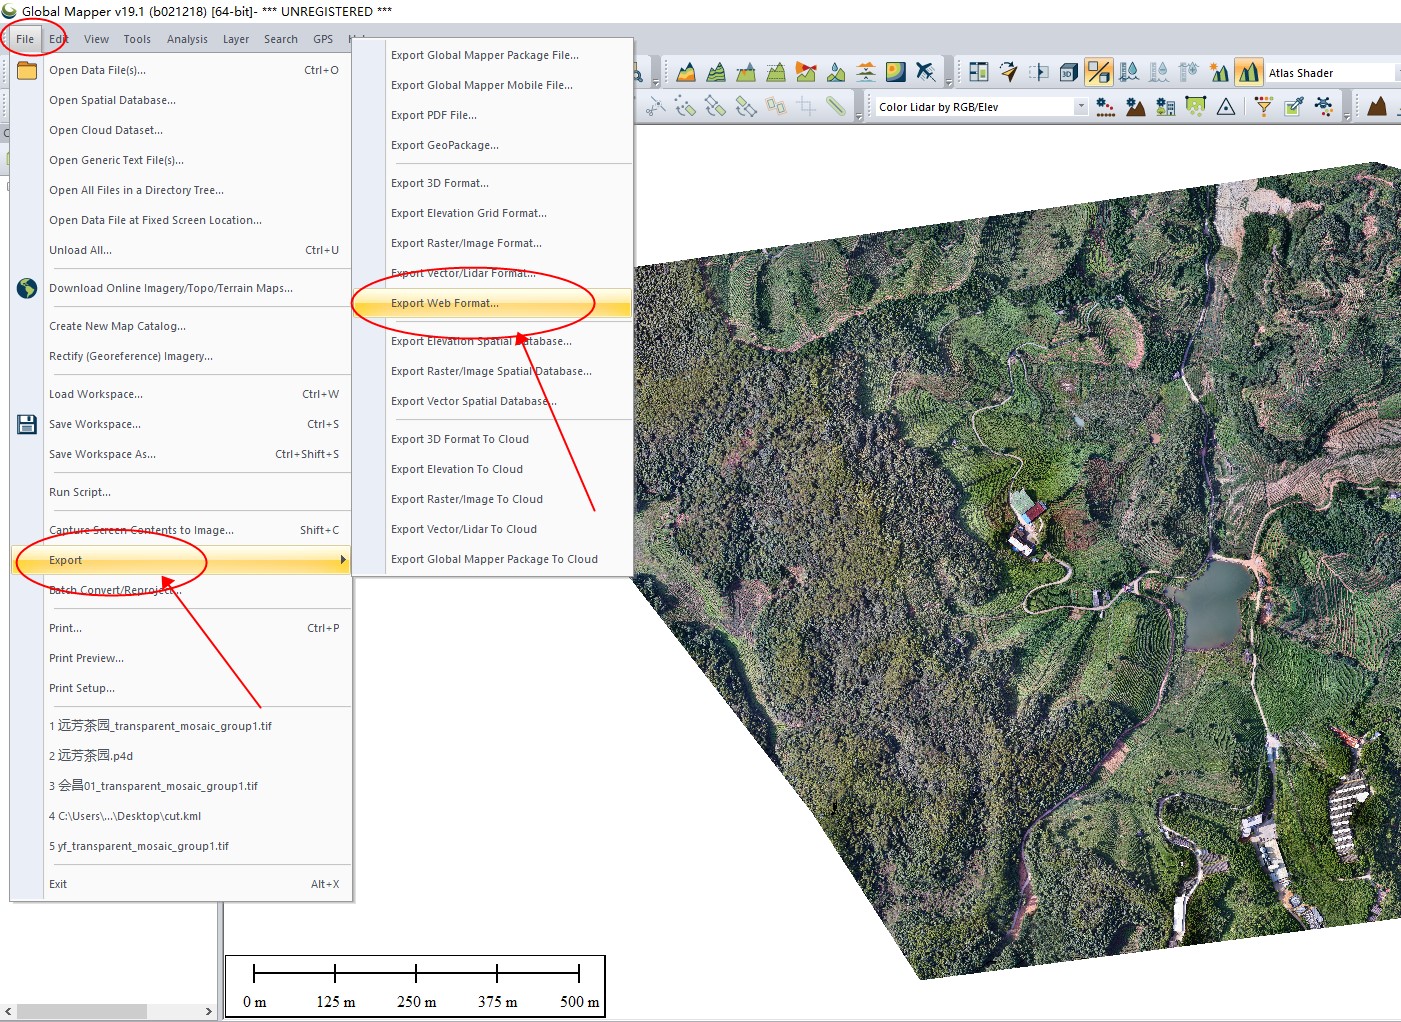 Global Mapper v19.1 (b021218) [64-bit]- *** UNREGISTERED ***
File Edit View Tools Analysis Layer Search GPS
Atlas Shader
Color Lidar by RGB/Elev
Open Data File(s)... Ctrl+O
Open Spatial Database...
Open Cloud Dataset...
Open Generic Text File(s)...
Open All Files in a Directory Tree...
Open Data File at Fixed Screen Location...
Unload All... Ctrl+U
Download Online Imagery/Topo/Terrain Maps...
Create New Map Catalog...
Rectify (Georeference) Imagery...
Load Workspace... Ctrl+W
Save Workspace... Ctrl+S
Save Workspace As... Ctrl+Shift+S
Run Script...
Capture Screen Contents to Image... Shift+C
Export
Batch Convert/Reproject...
Print... Ctrl+P
Print Preview...
Print Setup...
1 远芳茶园_transparent_mosaic_group1.tif
2 远芳茶园.p4d
3 会昌01_transparent_mosaic_group1.tif
4 C:\Users\...\Desktop\cut.kml
5 yf_transparent_mosaic_group1.tif
Exit Alt+X
Export Global Mapper Package File...
Export Global Mapper Mobile File...
Export PDF File...
Export GeoPackage...
Export 3D Format...
Export Elevation Grid Format...
Export Raster/Image Format...
Export Vector/Lidar Format...
Export Web Format...
Export Elevation Spatial Database...
Export Raster/Image Spatial Database...
Export Vector Spatial Database...
Export 3D Format To Cloud
Export Elevation To Cloud
Export Raster/Image To Cloud
Export Vector/Lidar To Cloud
Export Global Mapper Package To Cloud
0 m 125 m 250 m 375 m 500 m